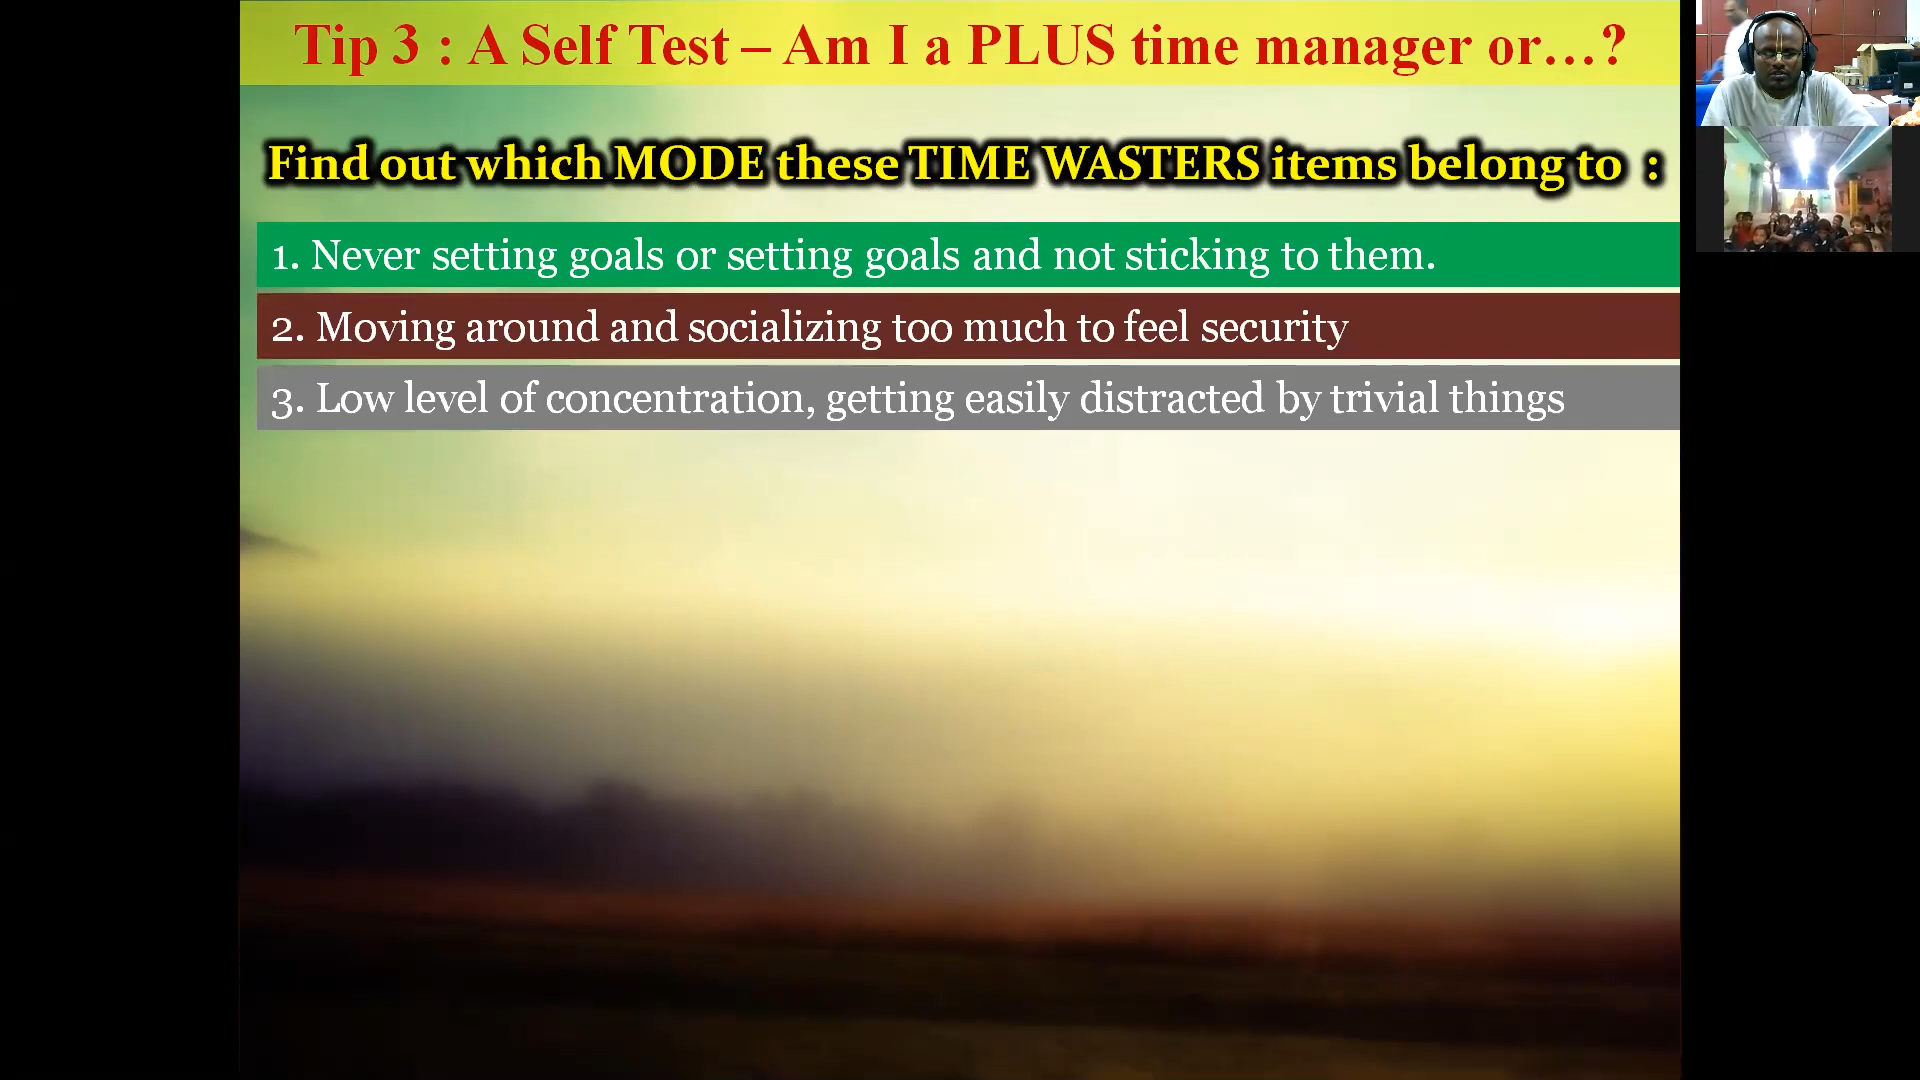 Tip 3 : A Self Test – Am I a PLUS time manager or…?
Find out which MODE these TIME WASTERS items belong to :
1. Never setting goals or setting goals and not sticking to them.
2. Moving around and socializing too much to feel security
3. Low level of concentration, getting easily distracted by trivial things